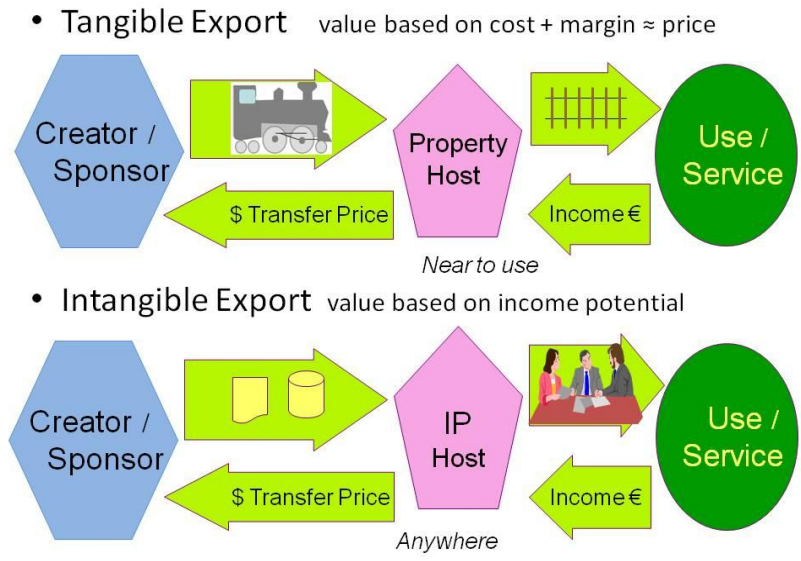 • Tangible Export value based on cost + margin ≈ price
Creator /
Sponsor
Property
Host
Use /
Service
$ Transfer Price
Income €
Near to use
• Intangible Export value based on income potential
Creator /
Sponsor
IP
Host
Use /
Service
$ Transfer Price
Income €
Anywhere